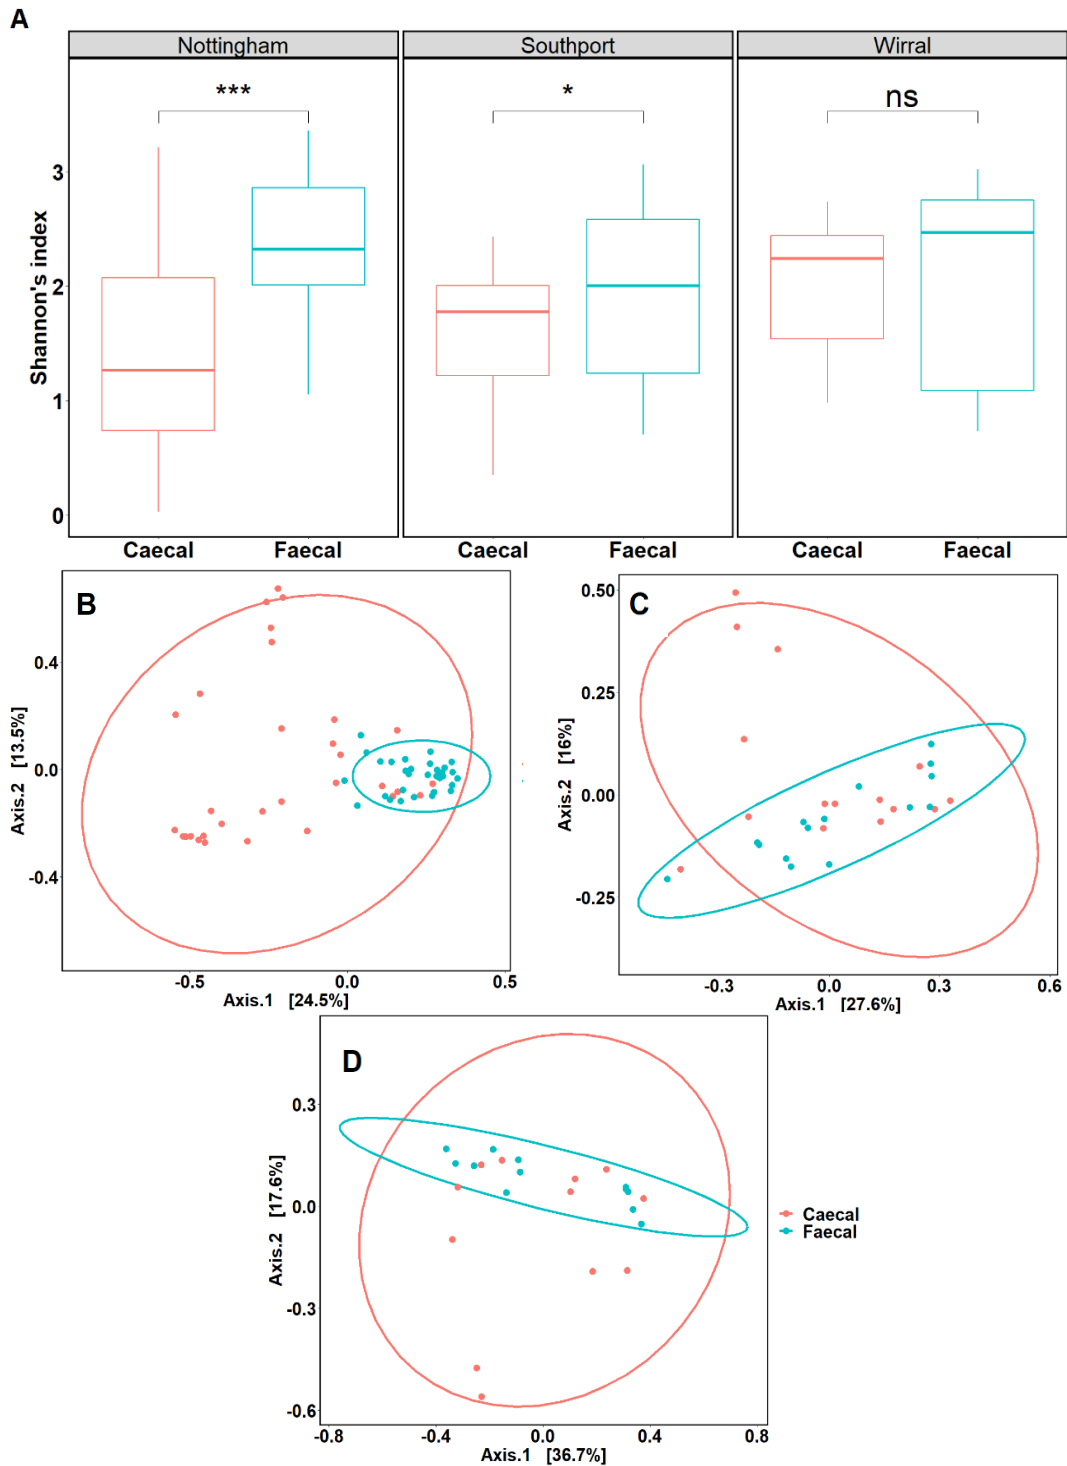 A
Nottingham Southport Wirral
*** * ns
Shannon's index
3
2
1
0
Caecal Faecal Caecal Faecal Caecal Faecal
B
Axis.2 [13.5%]
0.4
0.0
-0.4
-0.5 0.0 0.5
Axis.1 [24.5%]
C
Axis.2 [16%]
0.50
0.25
0.00
-0.25
-0.3 0.0 0.3 0.6
Axis.1 [27.6%]
D
Axis.2 [17.6%]
0.3
0.0
-0.3
-0.6
-0.8 -0.4 0.0 0.4 0.8
Axis.1 [36.7%]
Caecal
Faecal